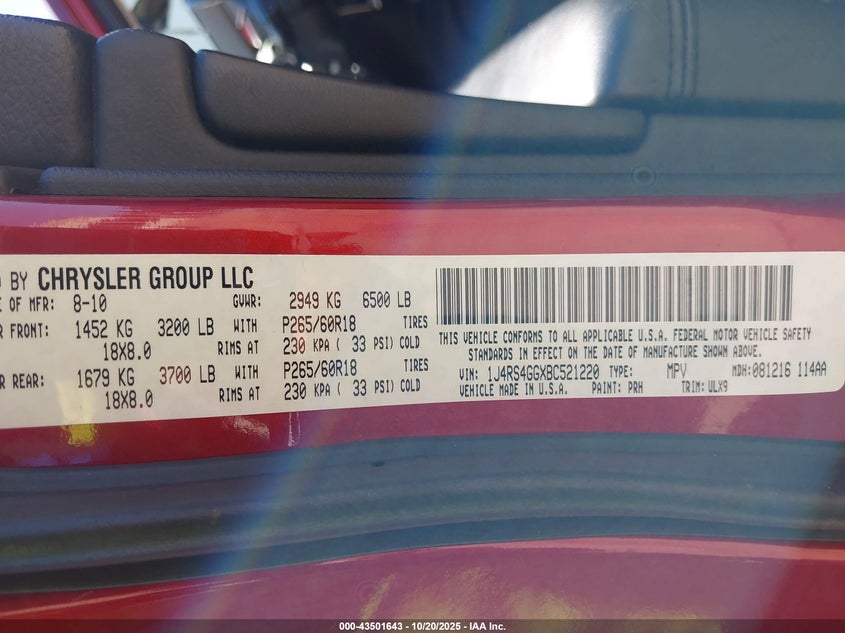 D BY CHRYSLER GROUP LLC
E OF MFR: 8-10 GVWR: 2949 KG 6500 LB
R FRONT: 1452 KG 3200 LB WITH P265/60R18 TIRES
18X8.0 RIMS AT 230 KPA ( 33 PSI) COLD
R REAR: 1679 KG 3700 LB WITH P265/60R18 TIRES
18X8.0 RIMS AT 230 KPA ( 33 PSI) COLD
THIS VEHICLE CONFORMS TO ALL APPLICABLE U.S.A. FEDERAL MOTOR VEHICLE SAFETY
STANDARDS IN EFFECT ON THE DATE OF MANUFACTURE SHOWN ABOVE.
VIN: 1J4RS4GGXBC521220 TYPE: MPV MDH: 081216 114AA
VEHICLE MADE IN U.S.A. PAINT: PRH TRIM: ULX9
000-43501643 - 10/20/2025 - IAA Inc.